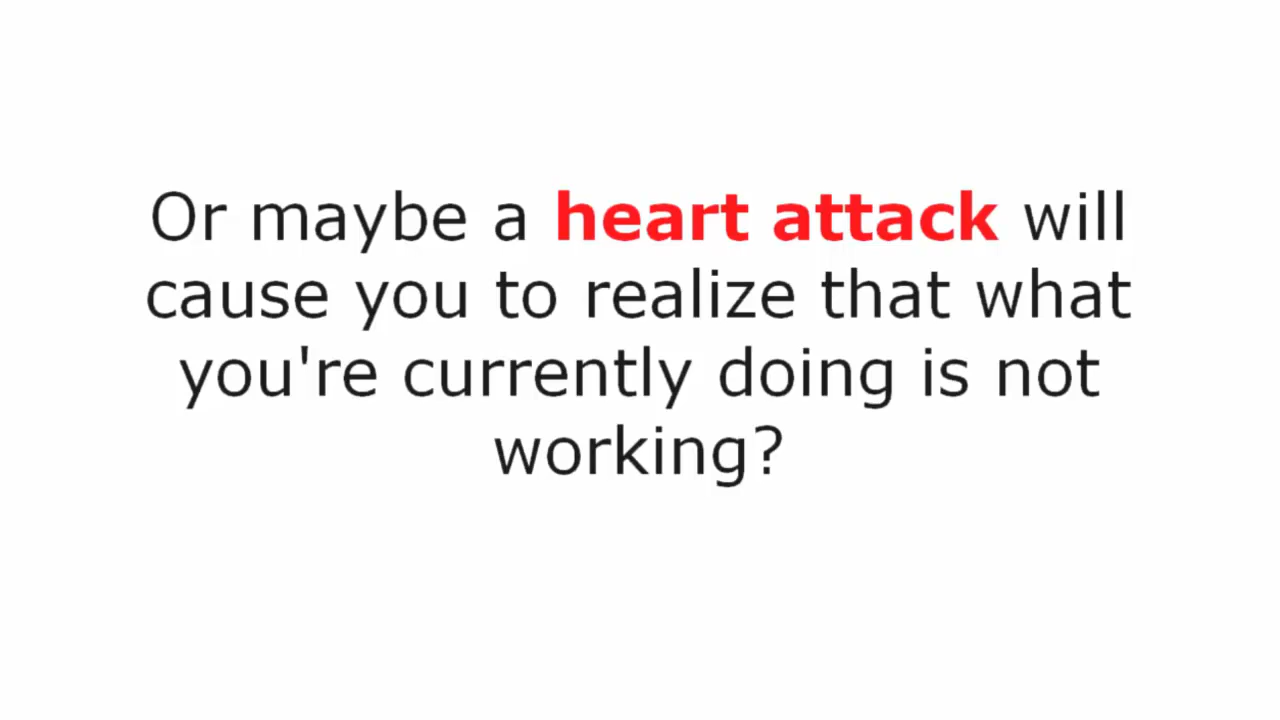 Or maybe a heart attack will
cause you to realize that what
you're currently doing is not
working?